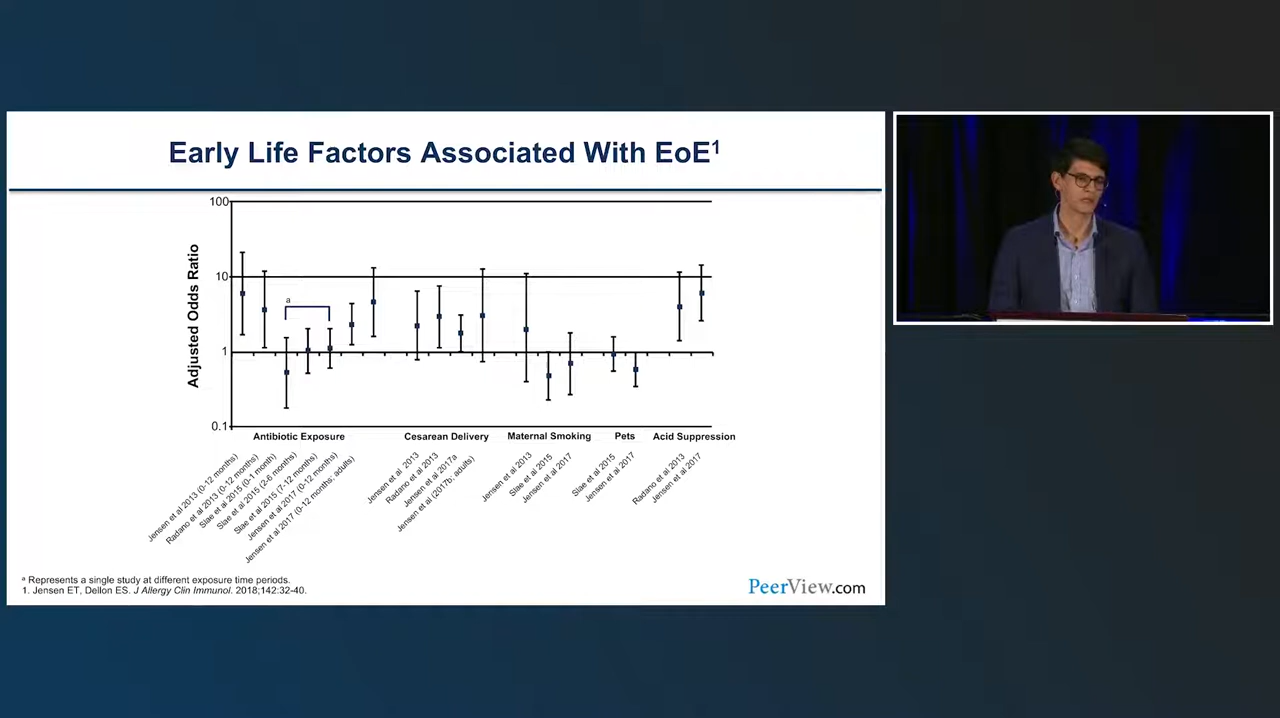 Early Life Factors Associated With EoE1
100
10
1
0.1
Adjusted Odds Ratio
a
Antibiotic Exposure
Cesarean Delivery
Maternal Smoking
Pets
Acid Suppression
Jensen et al 2013 (0-12 months)
Radano et al 2013 (0-12 months)
Slae et al 2015 (0-1 month)
Slae et al 2015 (2-6 months)
Slae et al 2015 (7-12 months)
Jensen et al 2017 (0-12 months)
Jensen et al 2017 (0-12 months; adults)
Jensen et al. 2013
Radano et al 2013
Jensen et al 2017a
Jensen et al (2017b; adults)
Jensen et al 2013
Slae et al 2015
Jensen et al 2017
Slae et al 2015
Jensen et al 2017
Radano et al 2013
Jensen et al 2017
a Represents a single study at different exposure time periods.
1. Jensen ET, Dellon ES. J Allergy Clin Immunol. 2018;142:32-40.
PeerView.com